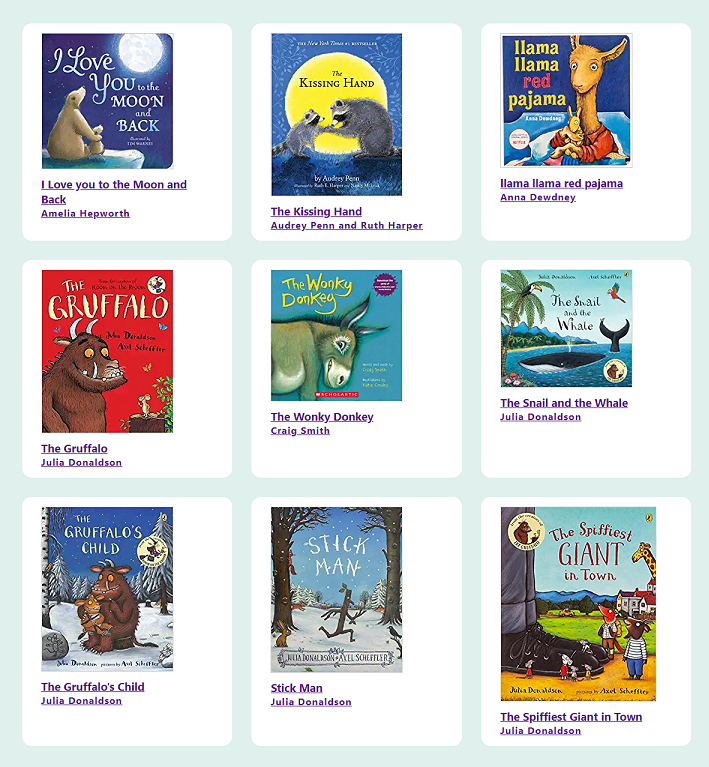 I Love
You to the
MOON
and
BACK
illustrated by
TIM WARNES
I Love you to the Moon and
Back
Amelia Hepworth
THE New York Times #1 BESTSELLER
The
KISSING HAND
by Audrey Penn
Illustrated by Ruth E. Harper and Nancy M. Leak
The Kissing Hand
Audrey Penn and Ruth Harper
llama
llama
red
pajama
Anna Dewdney
NETFLIX
llama llama red pajama
Anna Dewdney
From the creators of
ROOM ON THE BROOM
THE
GRUFFALO
Julia Donaldson
Axel Scheffler
The Gruffalo
Julia Donaldson
The Wonky
Donkey
Words and music by
Craig Smith
Illustrations by
Katz Cowley
SCHOLASTIC
The Wonky Donkey
Craig Smith
Julia Donaldson Axel Scheffler
The Snail
and the
Whale
The Snail and the Whale
Julia Donaldson
THE
GRUFFALO'S
CHILD
Julia Donaldson pictures by Axel Scheffler
The Gruffalo's Child
Julia Donaldson
STICK
MAN
JULIA DONALDSON AXEL SCHEFFLER
Stick Man
Julia Donaldson
From the creators of
THE GRUFFALO
The Spiffiest
GIANT
in Town
Julia Donaldson pictures by Axel Scheffler
The Spiffiest Giant in Town
Julia Donaldson